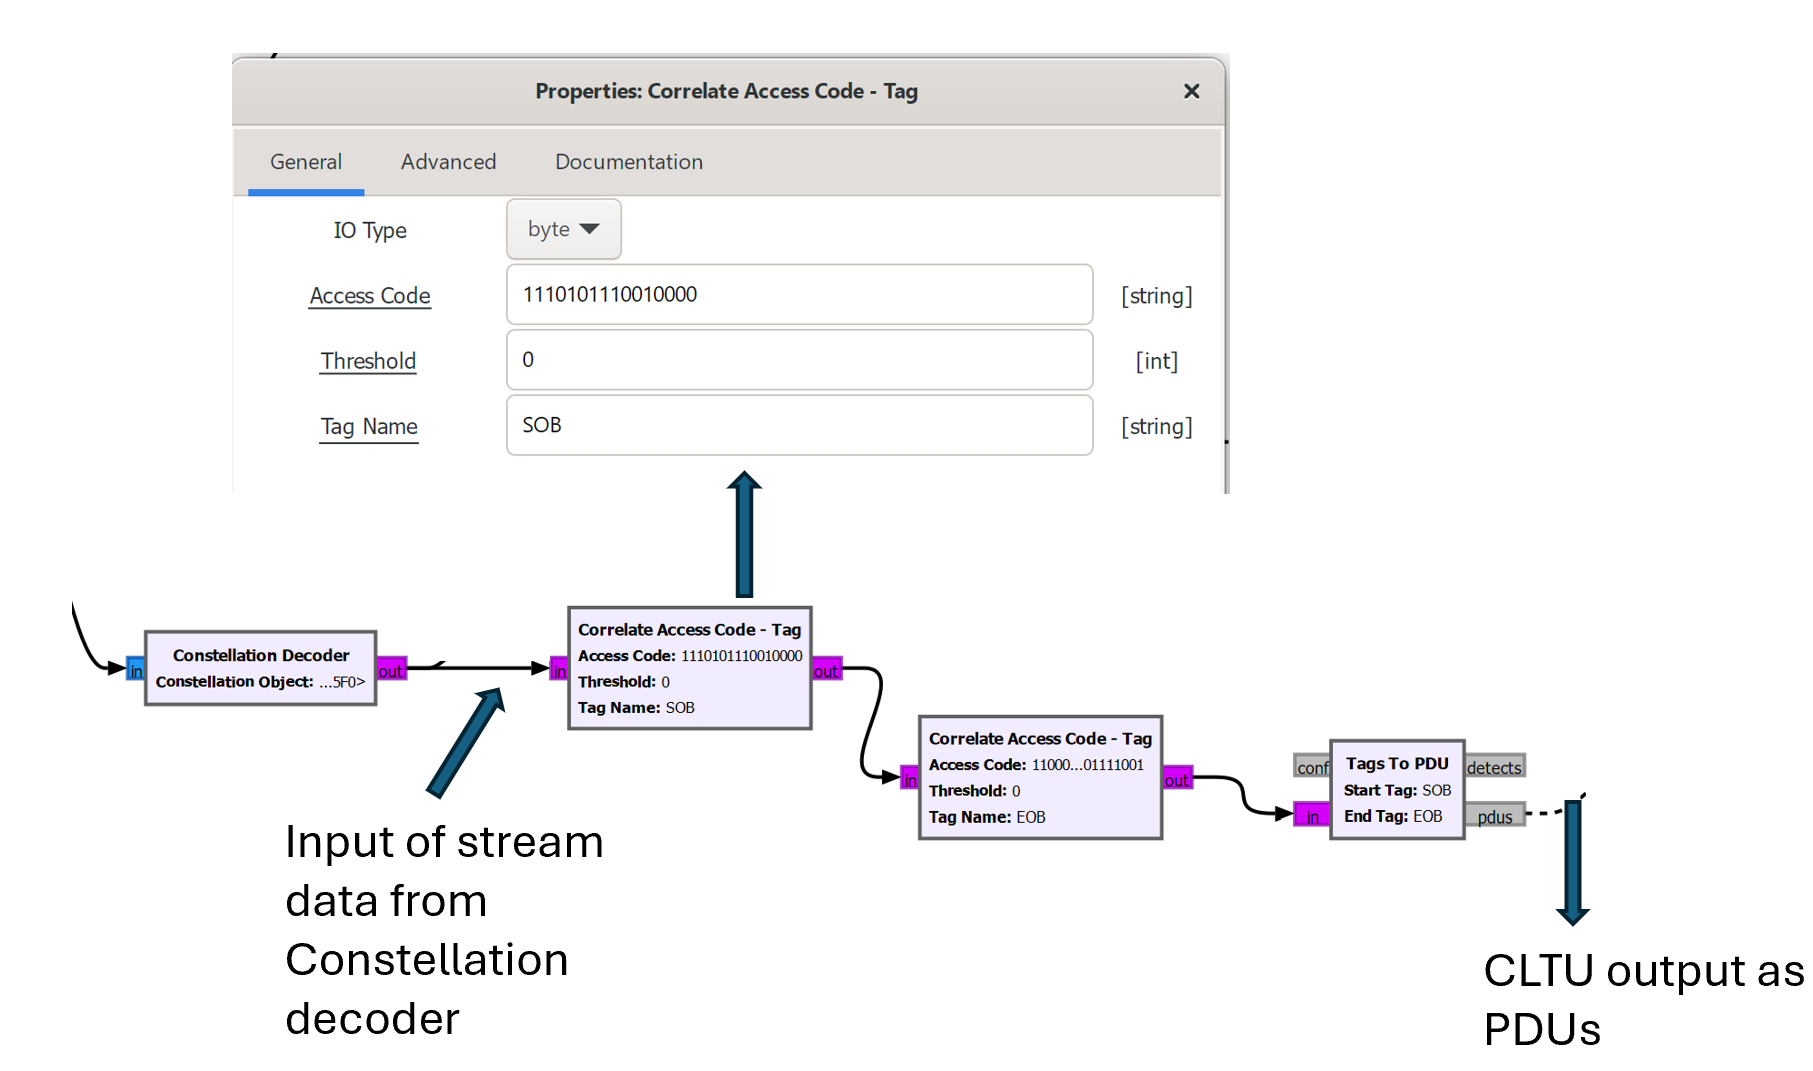 Properties: Correlate Access Code - Tag
General Advanced Documentation
IO Type byte
Access Code 1110101110010000 [string]
Threshold 0 [int]
Tag Name SOB [string]
in
Constellation Decoder
Constellation Object: ...5F0>
out
in
Correlate Access Code - Tag
Access Code: 1110101110010000
Threshold: 0
Tag Name: SOB
out
in
Correlate Access Code - Tag
Access Code: 11000...01111001
Threshold: 0
Tag Name: EOB
out
conf
in
Tags To PDU
Start Tag: SOB
End Tag: EOB
detects
pdus
Input of stream
data from
Constellation
decoder
CLTU output as
PDUs